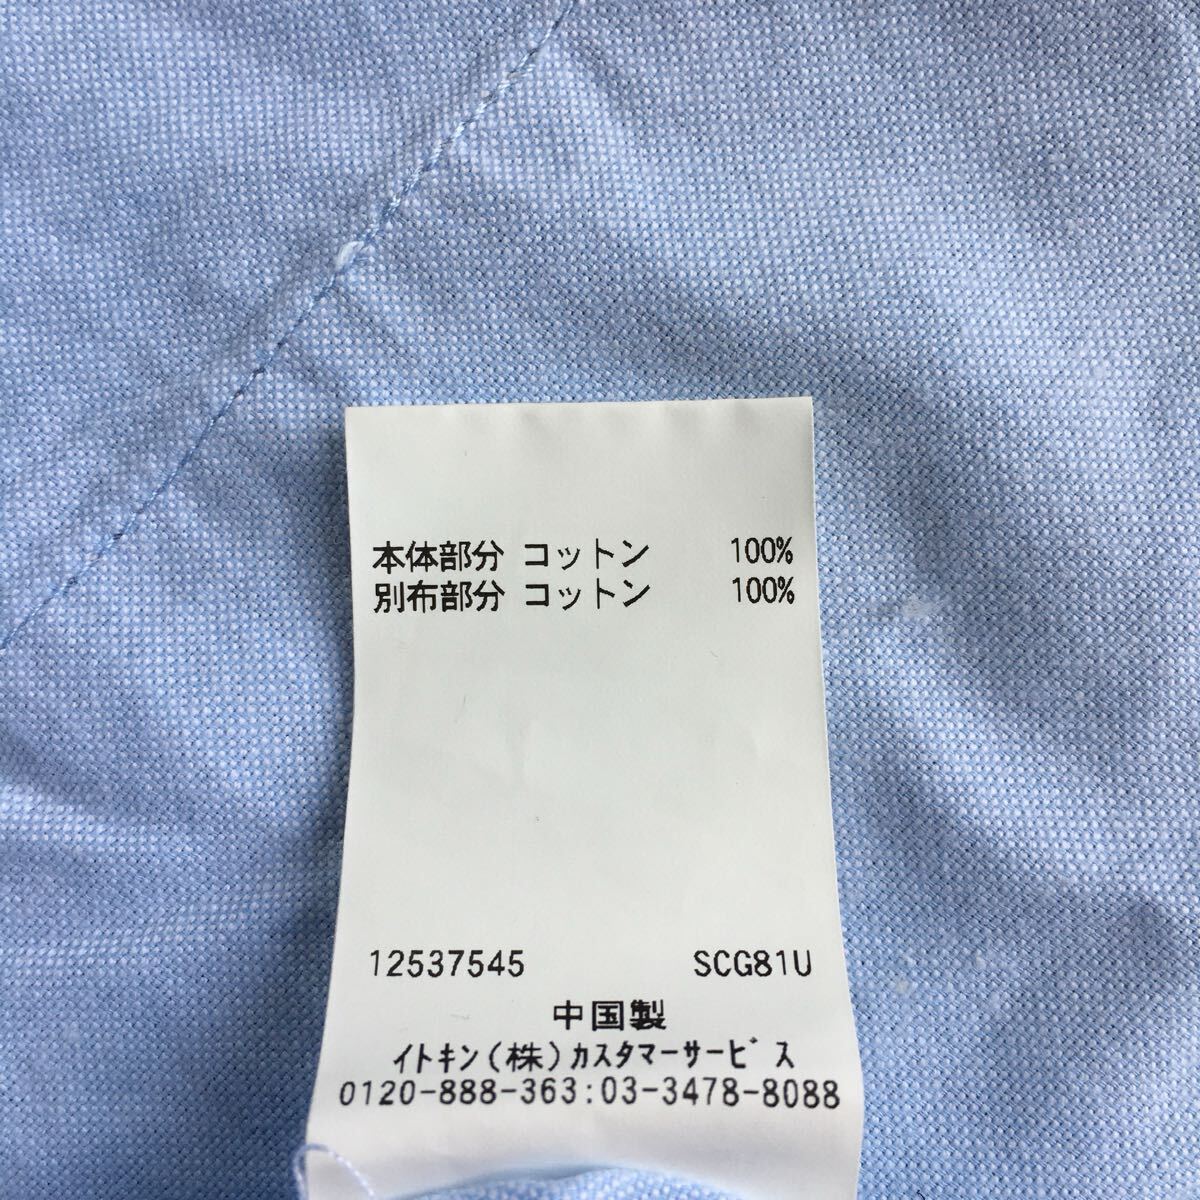 本体部分 コットン 100%
別布部分 コットン 100%
12537545 SCG81U
中国製
イトキン(株)カスタマーサービス
0120-888-363:03-3478-8088